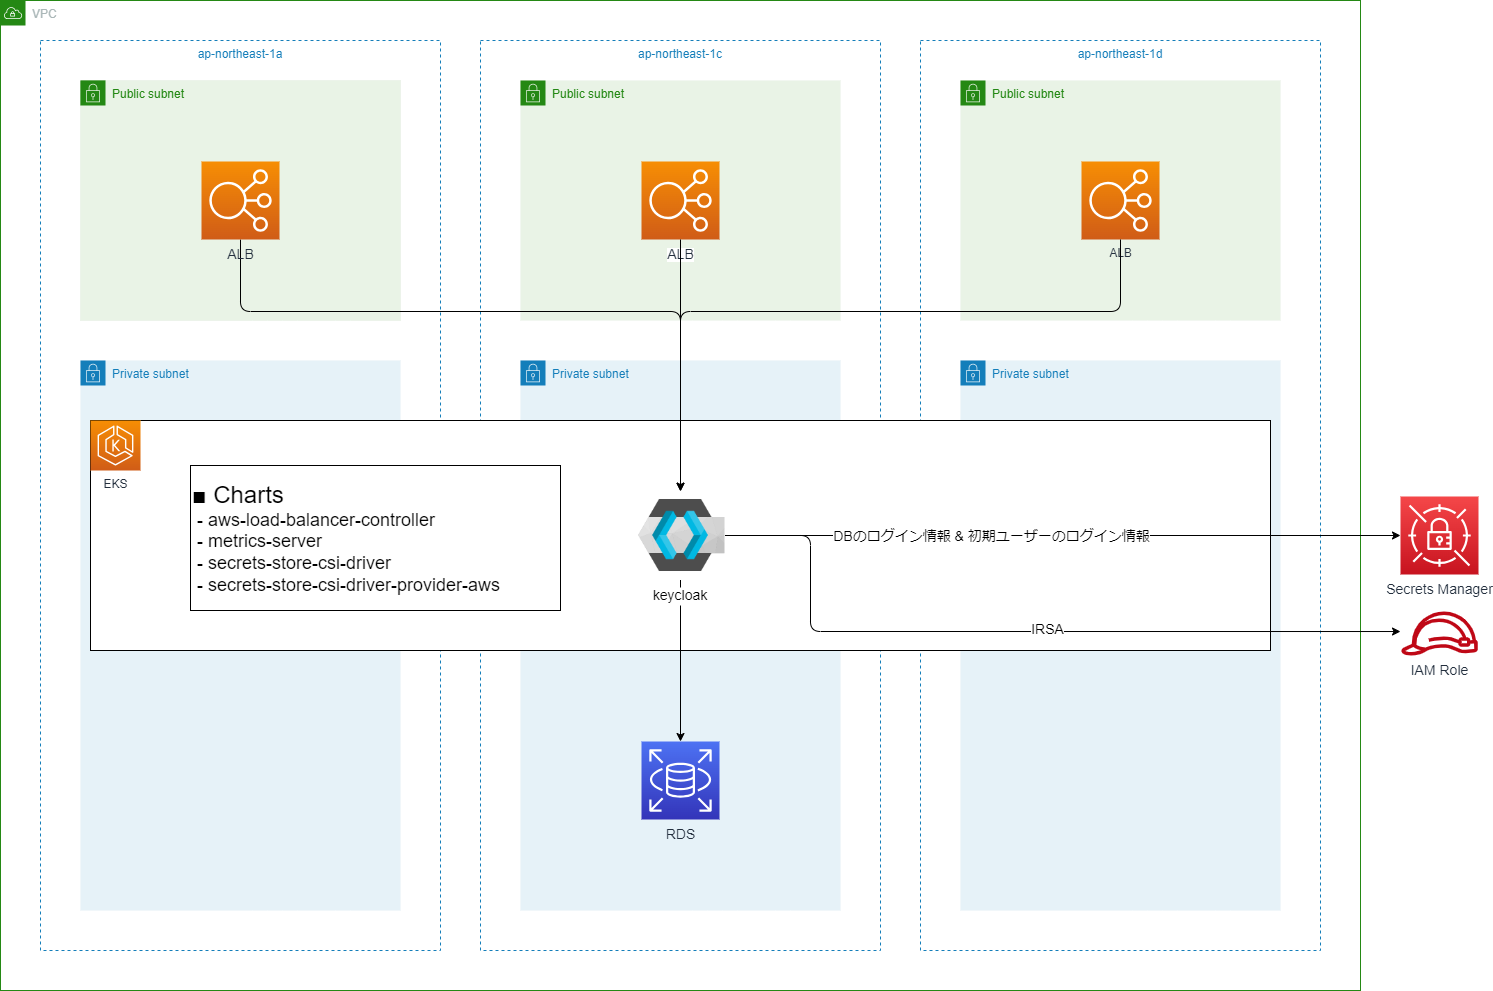 VPC
ap-northeast-1a
ap-northeast-1c
ap-northeast-1d
Public subnet
Public subnet
Public subnet
ALB
ALB
ALB
Private subnet
Private subnet
Private subnet
EKS
■ Charts
- aws-load-balancer-controller
- metrics-server
- secrets-store-csi-driver
- secrets-store-csi-driver-provider-aws
keycloak
DBのログイン情報 & 初期ユーザーのログイン情報
Secrets Manager
IRSA
IAM Role
RDS